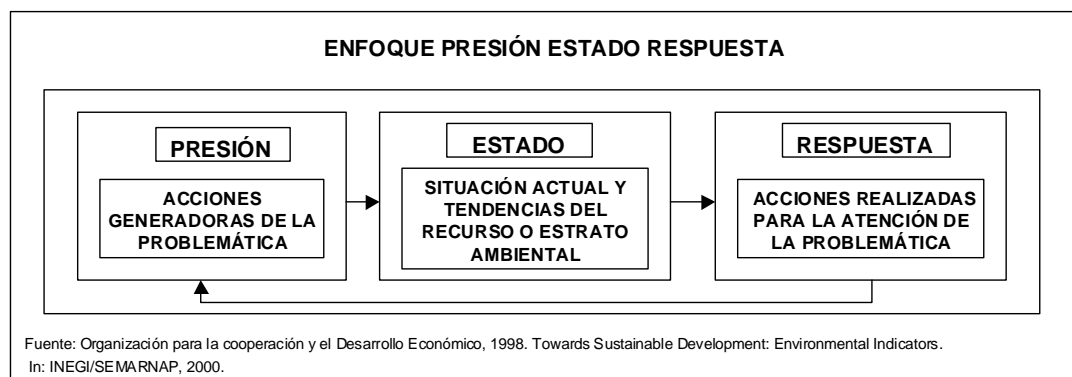 ENFOQUE PRESIÓN ESTADO RESPUESTA
PRESIÓN
ACCIONES
GENERADORAS DE LA
PROBLEMÁTICA
ESTADO
SITUACIÓN ACTUAL Y
TENDENCIAS DEL
RECURSO O ESTRATO
AMBIENTAL
RESPUESTA
ACCIONES REALIZADAS
PARA LA ATENCIÓN DE
LA PROBLEMÁTICA
Fuente: Organización para la cooperación y el Desarrollo Económico, 1998. Towards Sustainable Development: Environmental Indicators.
In: INEGI/SEMARNAP, 2000.